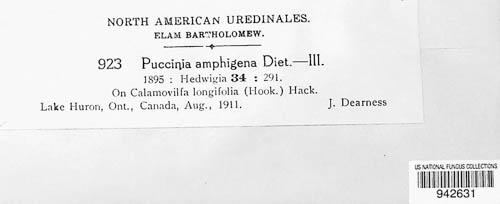 NORTH AMERICAN UREDINALES.
ELAM BARTHOLOMEW.
923 Puccinia amphigena Diet.—III.
1895 : Hedwigia 34 : 291.
On Calamovilfa longifolia (Hook.) Hack.
Lake Huron, Ont., Canada, Aug., 1911. J. Dearness
US NATIONAL FUNGUS COLLECTIONS
942631